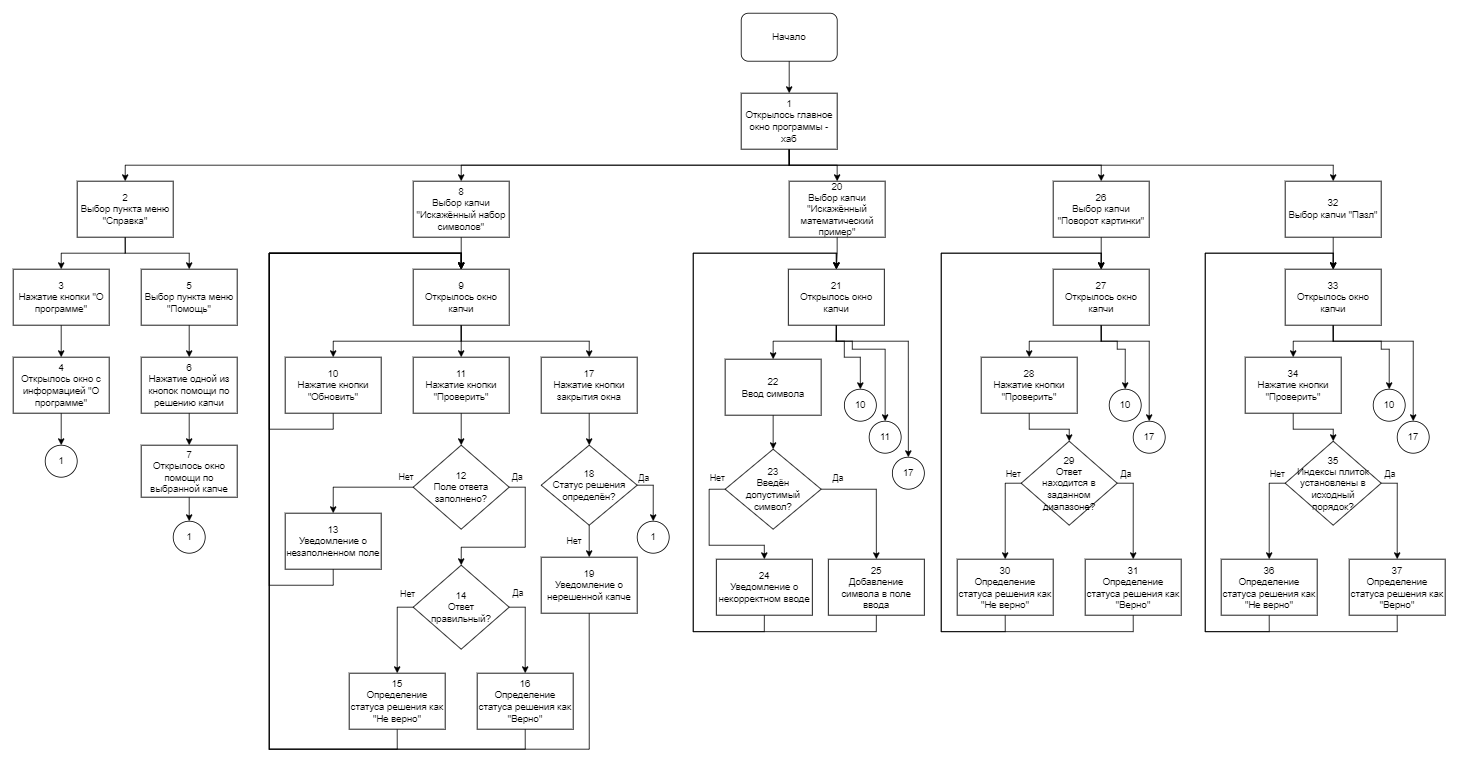 Начало
1
Открылось главное
окно программы -
хаб
2
Выбор пункта меню
"Справка"
8
Выбор капчи
"Искажённый набор
символов"
20
Выбор капчи
"Искажённый
математический
пример"
26
Выбор капчи
"Поворот картинки"
32
Выбор капчи "Пазл"
3
Нажатие кнопки "О
программе"
5
Выбор пункта меню
"Помощь"
9
Открылось окно
капчи
21
Открылось окно
капчи
27
Открылось окно
капчи
33
Открылось окно
капчи
4
Открылось окно с
информацией "О
программе"
6
Нажатие одной из
кнопок помощи по
решению капчи
10
Нажатие кнопки
"Обновить"
11
Нажатие кнопки
"Проверить"
17
Нажатие кнопки
закрытия окна
22
Ввод символа
10
11
17
28
Нажатие кнопки
"Проверить"
10
17
34
Нажатие кнопки
"Проверить"
10
17
1
7
Открылось окно
помощи по
выбранной капче
1
Нет
12
Поле ответа
заполнено?
Да
18
Статус решения
определён?
Да
Нет
1
Нет
23
Введён
допустимый
символ?
Да
Нет
29
Ответ
находится в
заданном
диапазоне?
Да
Нет
35
Индексы плиток
установлены в
исходный
порядок?
Да
13
Уведомление о
незаполненном поле
19
Уведомление о
нерешенной капче
24
Уведомление о
некорректном вводе
25
Добавление
символа в поле
ввода
30
Определение
статуса решения как
"Не верно"
31
Определение
статуса решения как
"Верно"
36
Определение
статуса решения как
"Не верно"
37
Определение
статуса решения как
"Верно"
Нет
14
Ответ
правильный?
Да
15
Определение
статуса решения как
"Не верно"
16
Определение
статуса решения как
"Верно"